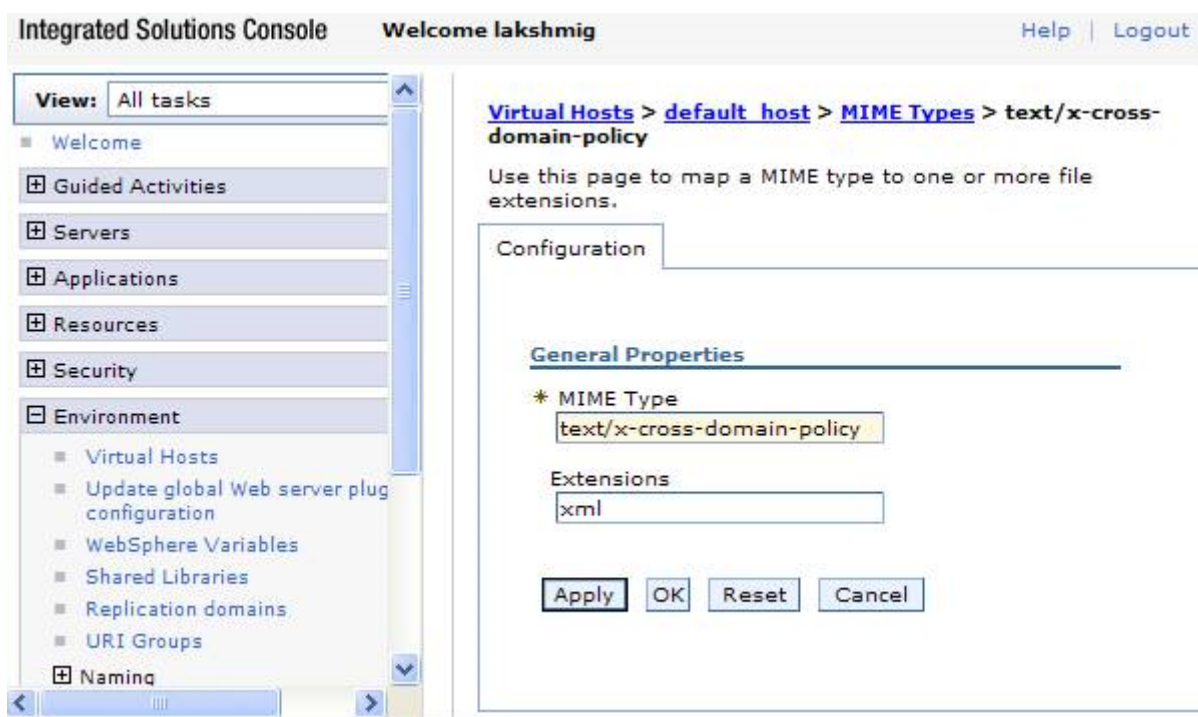 Integrated Solutions Console Welcome lakshmig Help | Logout
View: All tasks
Welcome
Guided Activities
Servers
Applications
Resources
Security
Environment
Virtual Hosts
Update global Web server plug
configuration
WebSphere Variables
Shared Libraries
Replication domains
URI Groups
Naming
Virtual Hosts > default_host > MIME Types > text/x-cross-
domain-policy
Use this page to map a MIME type to one or more file
extensions.
Configuration
General Properties
* MIME Type
text/x-cross-domain-policy
Extensions
xml
Apply OK Reset Cancel